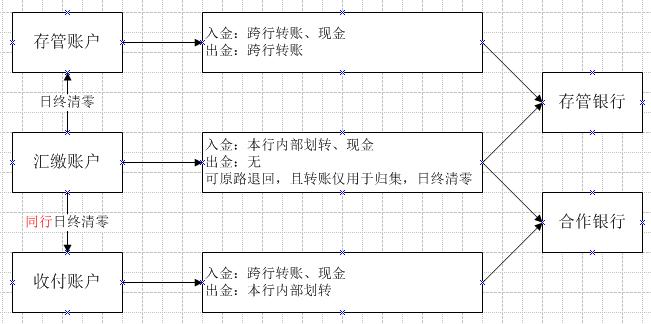 存管账户
入金：跨行转账、现金
出金：跨行转账
存管银行
日终清零
汇缴账户
入金：本行内部划转、现金
出金：无
可原路退回，且转账仅用于归集，日终清零
同行日终清零
合作银行
收付账户
入金：跨行转账、现金
出金：本行内部划转